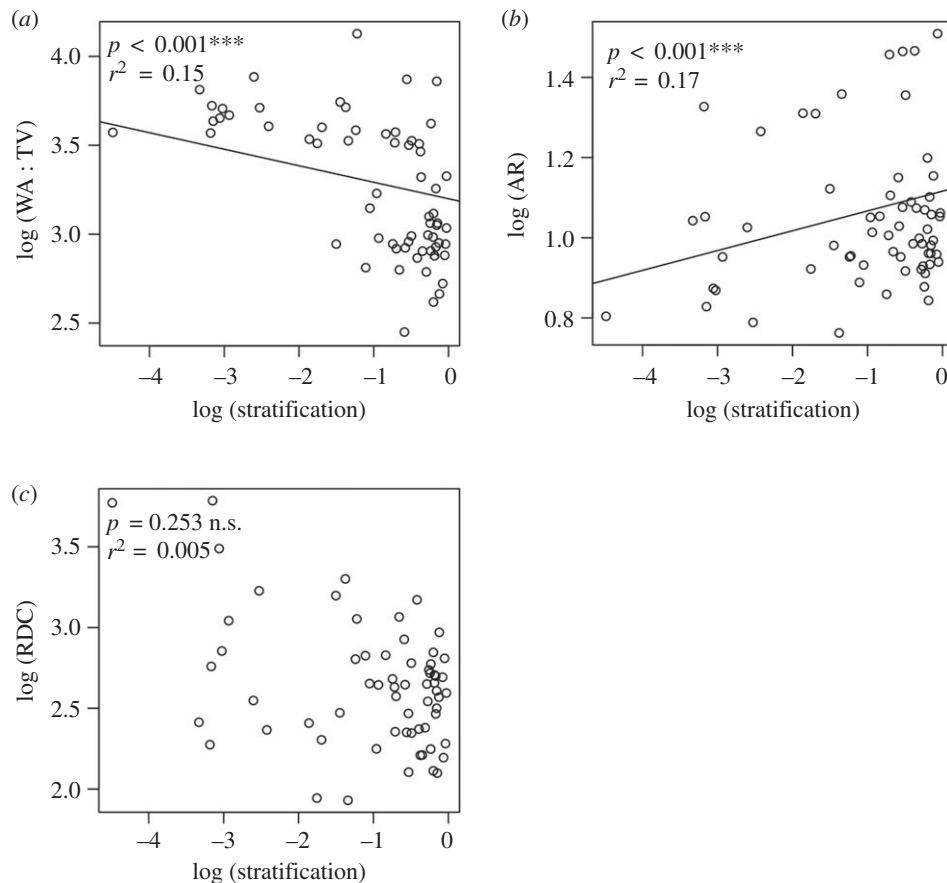 (a)
p < 0.001***
r² = 0.15
4.0
3.5
3.0
2.5
log (WA : TV)
–4 –3 –2 –1 0
log (stratification)
(b)
p < 0.001***
r² = 0.17
1.4
1.2
1.0
0.8
log (AR)
–4 –3 –2 –1 0
log (stratification)
(c)
p = 0.253 n.s.
r² = 0.005
3.5
3.0
2.5
2.0
log (RDC)
–4 –3 –2 –1 0
log (stratification)